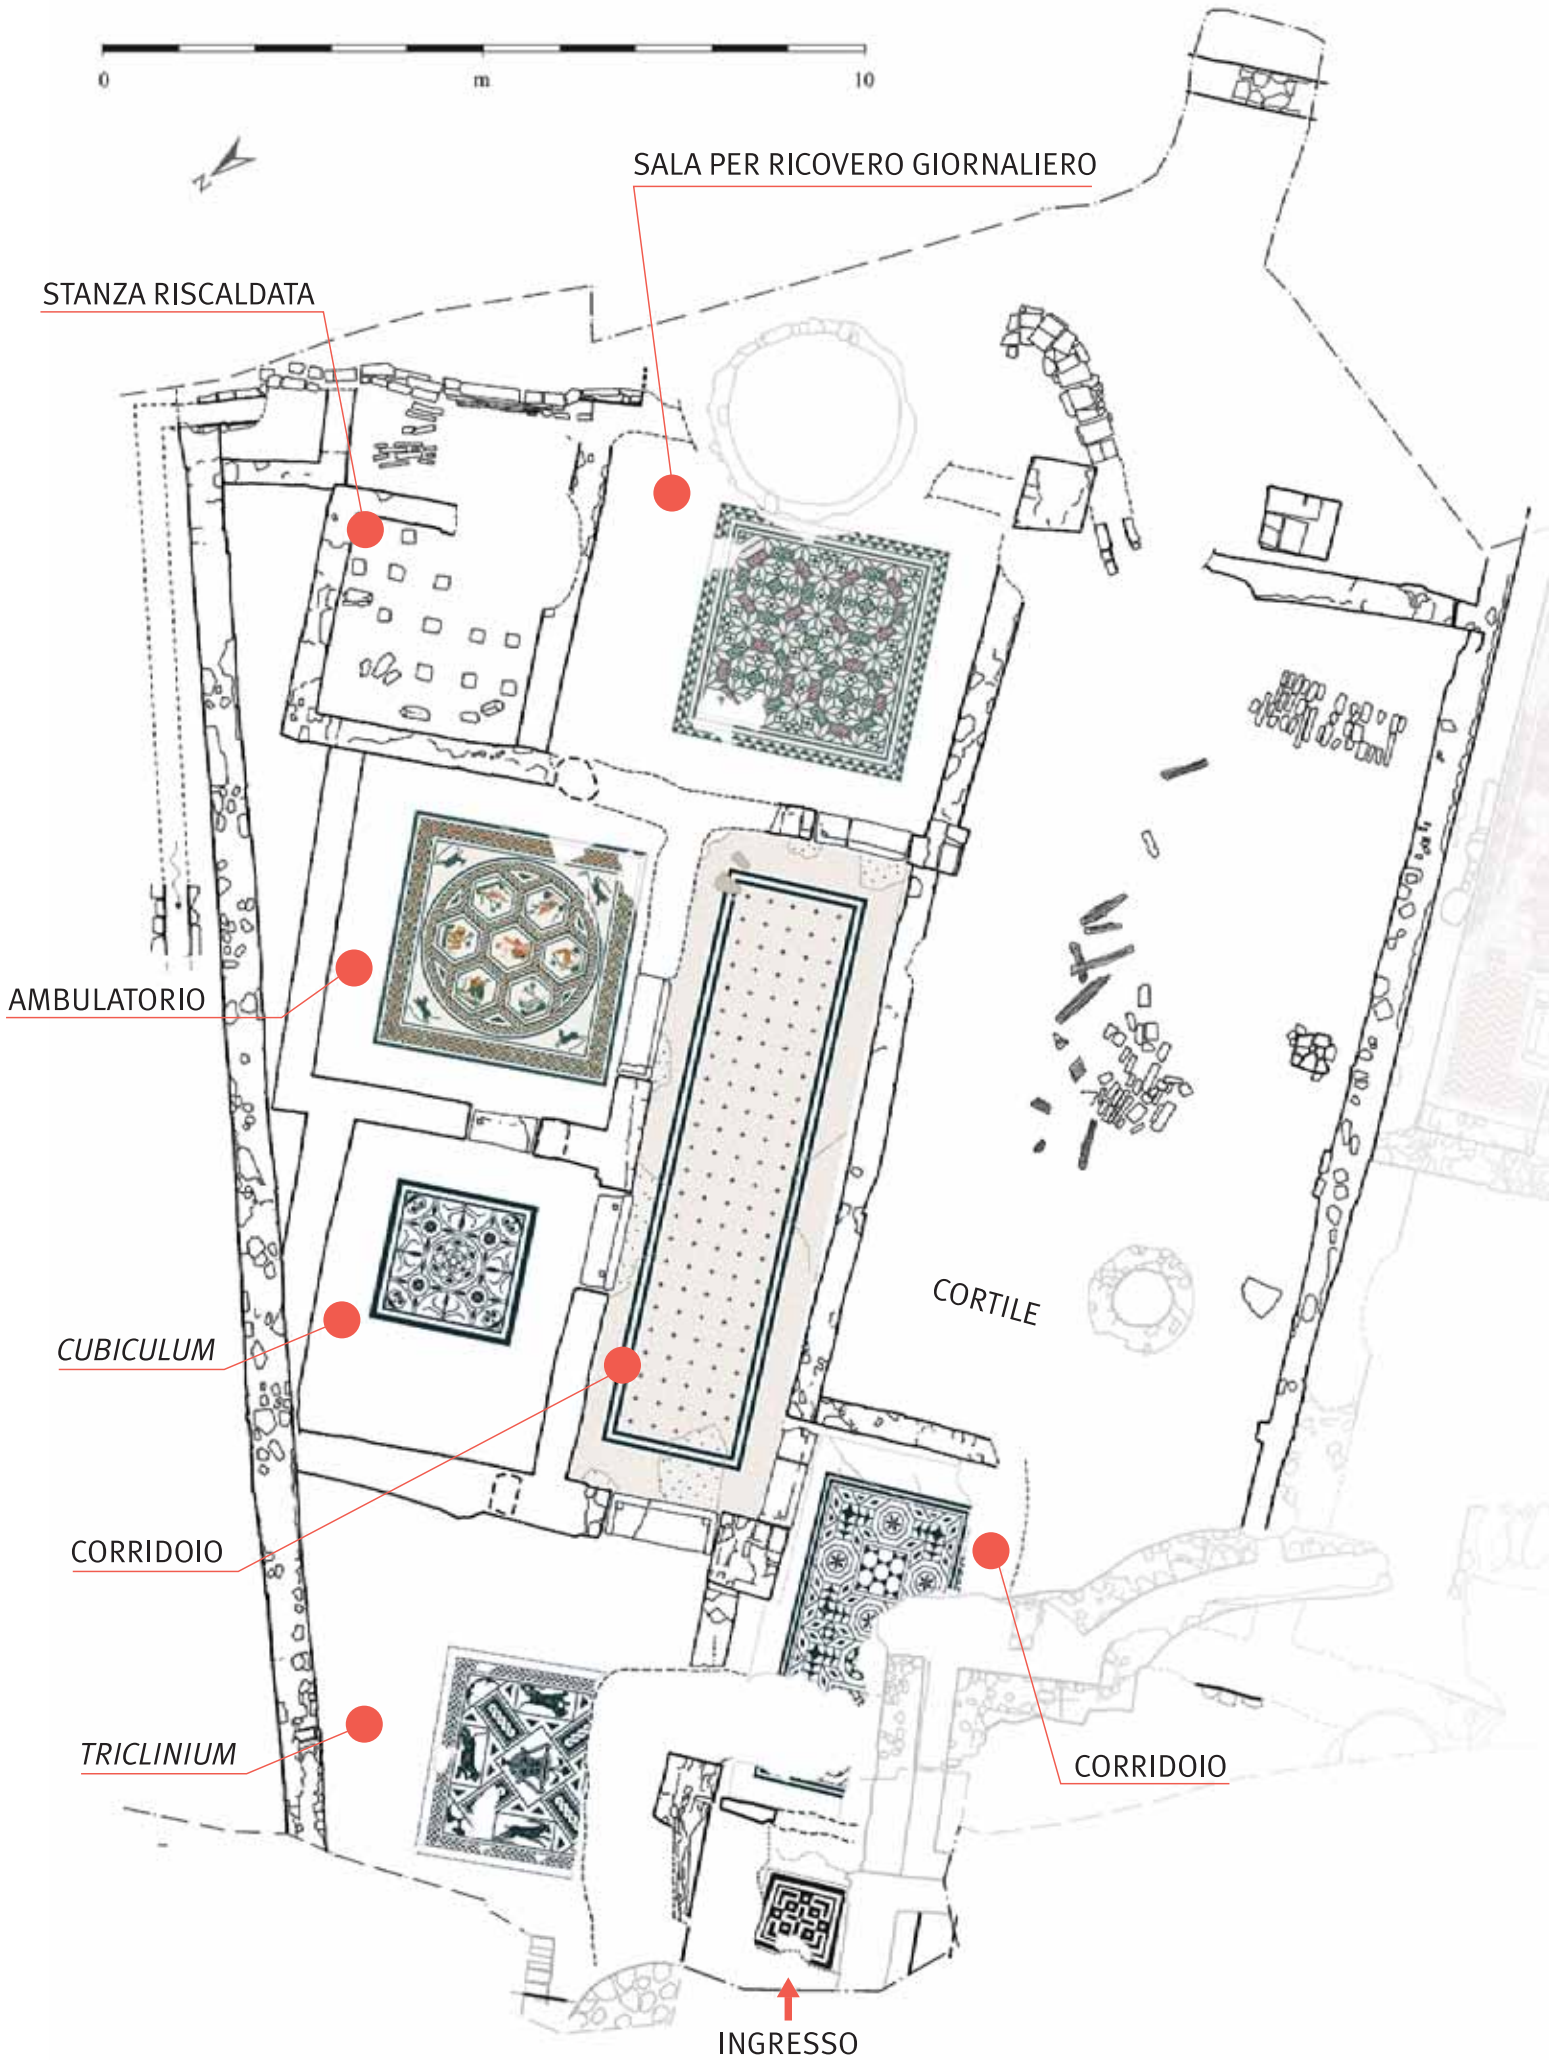 0 m 10
N
SALA PER RICOVERO GIORNALIERO
STANZA RISCALDATA
AMBULATORIO
CORTILE
CUBICULUM
CORRIDOIO
TRICLINIUM
CORRIDOIO
INGRESSO